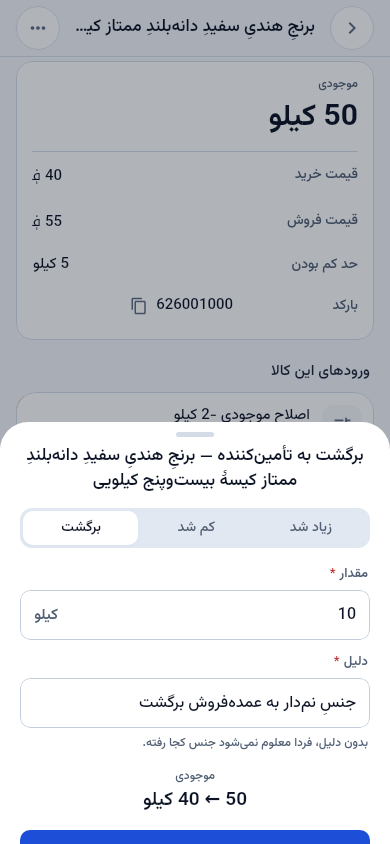 برنجِ هندیِ سفیدِ دانه‌بلندِ ممتاز کیـ...
موجودی
50 کیلو
قیمت خرید 40 ؋
قیمت فروش 55 ؋
حد کم بودن 5 کیلو
بارکد 626001000
ورودهای این کالا
اصلاح موجودی -2 کیلو
برگشت به تأمین‌کننده — برنجِ هندیِ سفیدِ دانه‌بلندِ
ممتاز کیسهٔ بیست‌وپنج کیلویی
زیاد شد کم شد برگشت
مقدار *
10 کیلو
دلیل *
جنسِ نم‌دار به عمده‌فروش برگشت
بدون دلیل، فردا معلوم نمی‌شود جنس کجا رفته.
موجودی
50 ← 40 کیلو